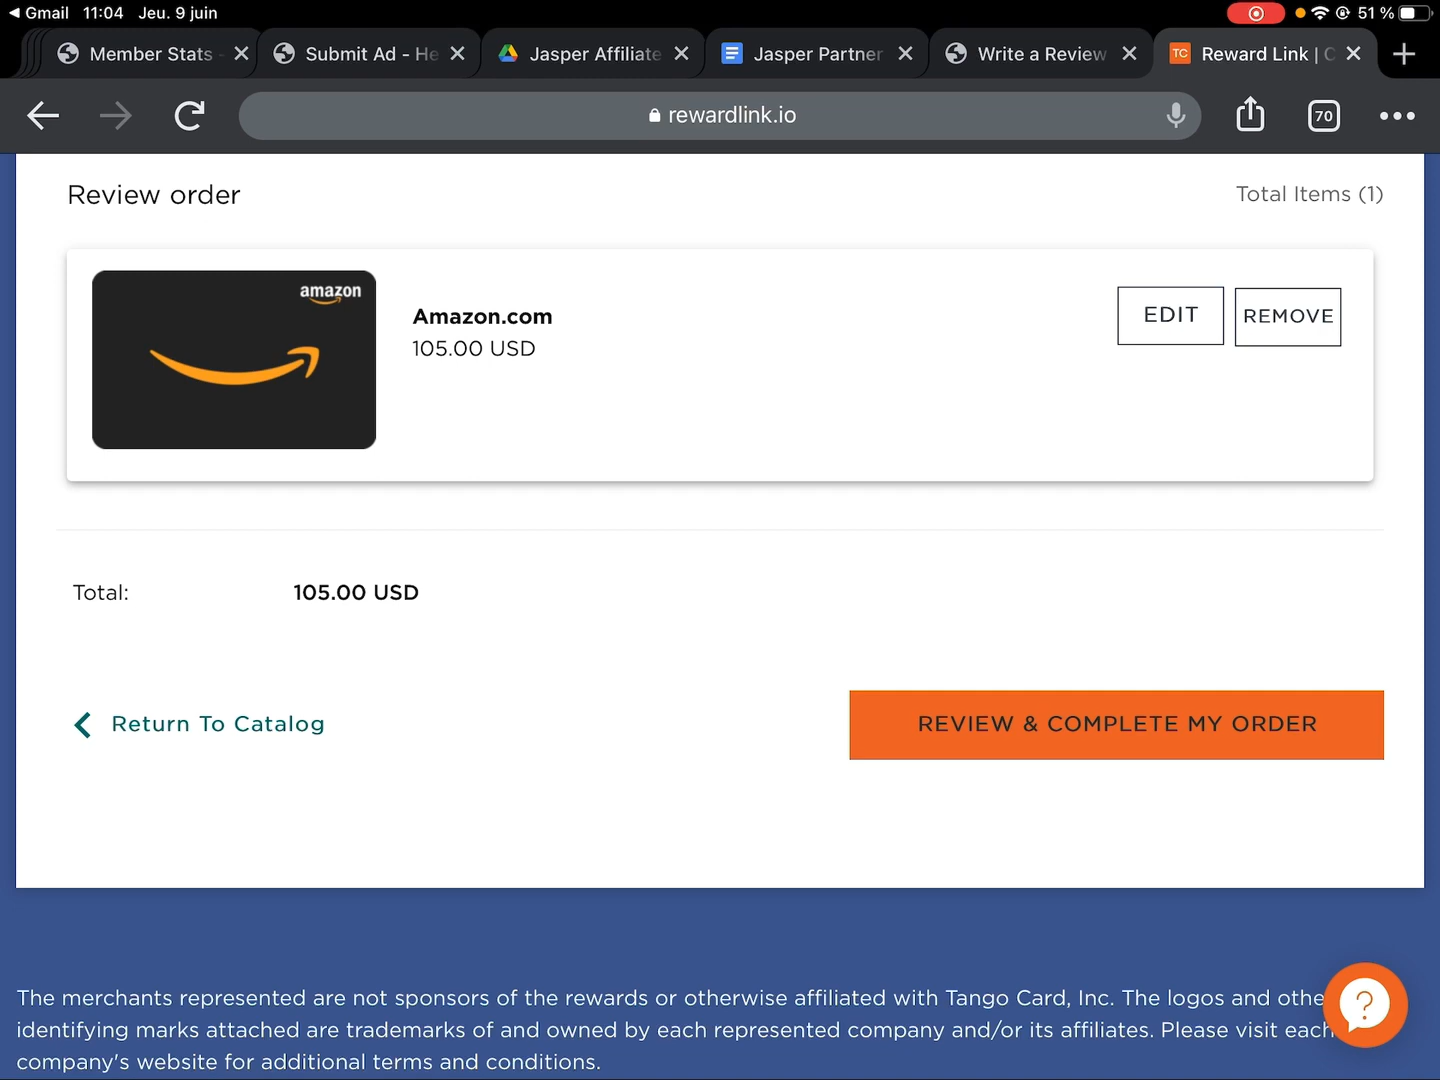 Gmail 11:04 Jeu. 9 juin 51 %
Member Stats - Submit Ad - He Jasper Affiliate Jasper Partner Write a Review TC Reward Link | C
rewardlink.io 70
Review order Total Items (1)
amazon
Amazon.com
105.00 USD
EDIT REMOVE
Total: 105.00 USD
Return To Catalog REVIEW & COMPLETE MY ORDER
The merchants represented are not sponsors of the rewards or otherwise affiliated with Tango Card, Inc. The logos and othe
identifying marks attached are trademarks of and owned by each represented company and/or its affiliates. Please visit each
company's website for additional terms and conditions.